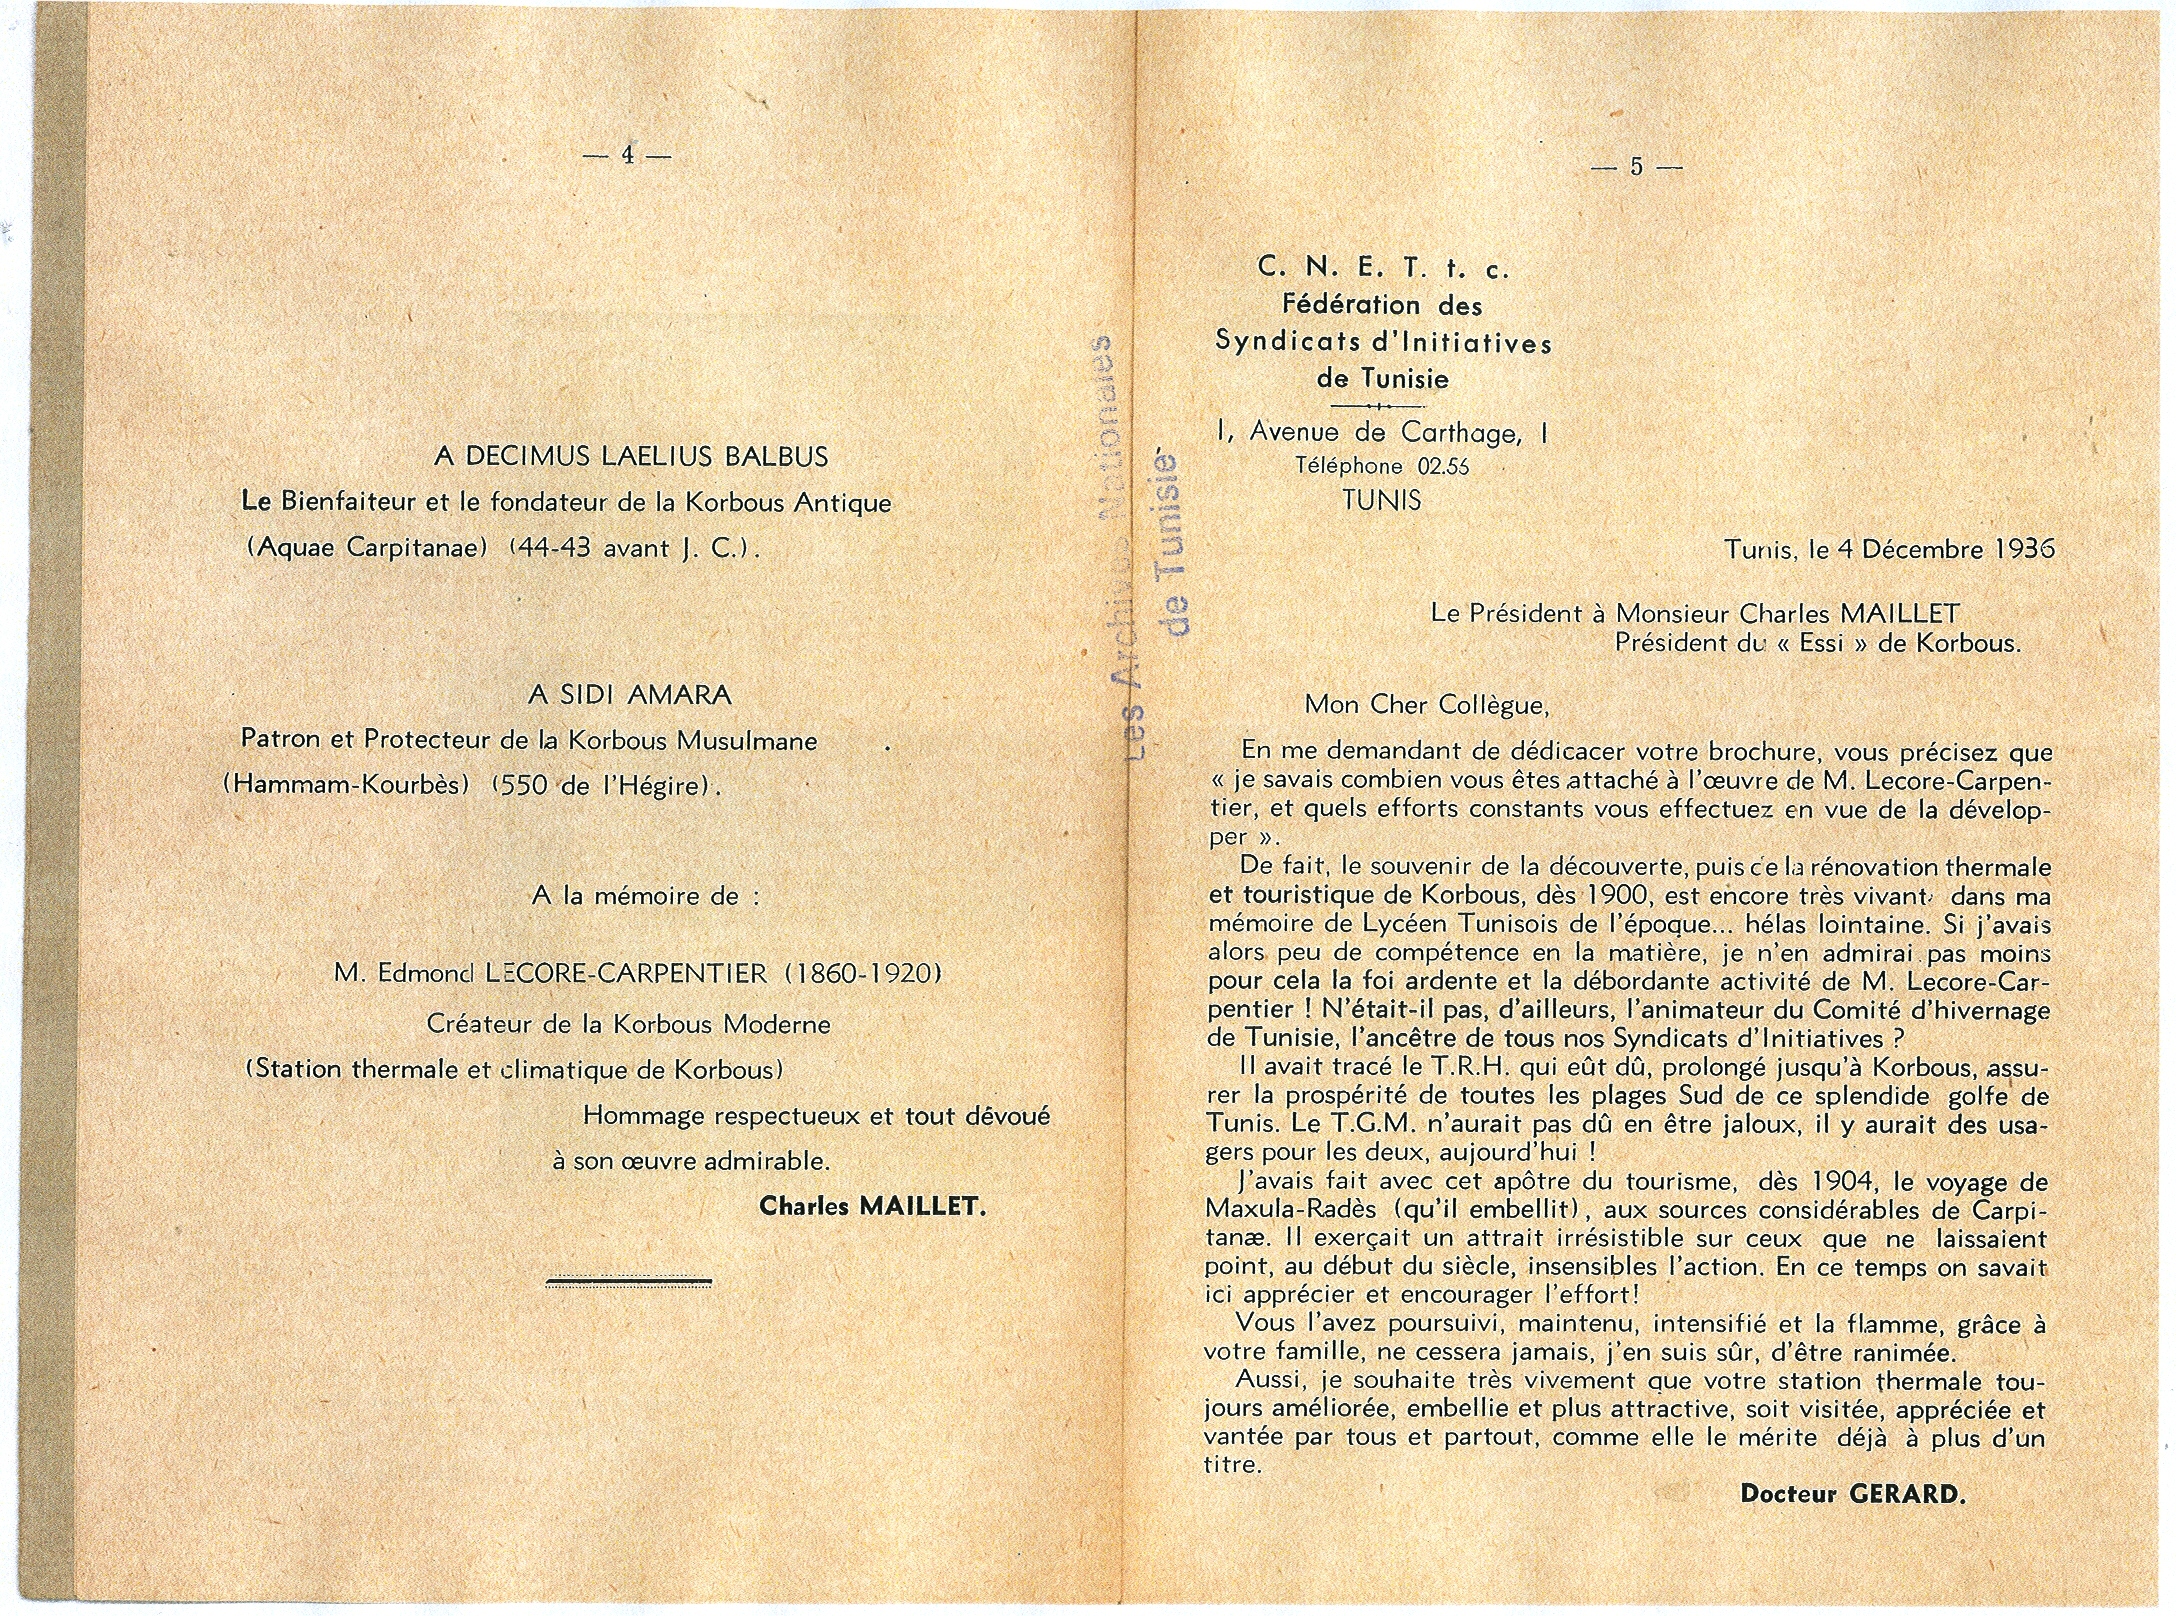 — 4 —
A DECIMUS LAELIUS BALBUS
Le Bienfaiteur et le fondateur de la Korbous Antique
(Aquae Carpitanae) (44-43 avant J. C.).
A SIDI AMARA
Patron et Protecteur de la Korbous Musulmane
(Hammam-Kourbès) (550 de l'Hégire).
A la mémoire de :
M. Edmond LECORE-CARPENTIER (1860-1920)
Créateur de la Korbous Moderne
(Station thermale et climatique de Korbous)
Hommage respectueux et tout dévoué
à son œuvre admirable.
Charles MAILLET.
Les Archives Nationales
de Tunisie
— 5 —
C. N. E. T. t. c.
Fédération des
Syndicats d'Initiatives
de Tunisie
1, Avenue de Carthage, 1
Téléphone 02.56
TUNIS
Tunis, le 4 Décembre 1936
Le Président à Monsieur Charles MAILLET
Président du « Essi » de Korbous.
Mon Cher Collègue,
En me demandant de dédicacer votre brochure, vous précisez que
« je savais combien vous êtes attaché à l'œuvre de M. Lecore-Carpen-
tier, et quels efforts constants vous effectuez en vue de la dévelop-
per ».
De fait, le souvenir de la découverte, puis de la rénovation thermale
et touristique de Korbous, dès 1900, est encore très vivant dans ma
mémoire de Lycéen Tunisois de l'époque... hélas lointaine. Si j'avais
alors peu de compétence en la matière, je n'en admirai pas moins
pour cela la foi ardente et la débordante activité de M. Lecore-Car-
pentier ! N'était-il pas, d'ailleurs, l'animateur du Comité d'hivernage
de Tunisie, l'ancêtre de tous nos Syndicats d'Initiatives ?
Il avait tracé le T.R.H. qui eût dû, prolongé jusqu'à Korbous, assu-
rer la prospérité de toutes les plages Sud de ce splendide golfe de
Tunis. Le T.G.M. n'aurait pas dû en être jaloux, il y aurait des usa-
gers pour les deux, aujourd'hui !
J'avais fait avec cet apôtre du tourisme, dès 1904, le voyage de
Maxula-Radès (qu'il embellit), aux sources considérables de Carpi-
tanæ. Il exerçait un attrait irrésistible sur ceux que ne laissaient
point, au début du siècle, insensibles l'action. En ce temps on savait
ici apprécier et encourager l'effort!
Vous l'avez poursuivi, maintenu, intensifié et la flamme, grâce à
votre famille, ne cessera jamais, j'en suis sûr, d'être ranimée.
Aussi, je souhaite très vivement que votre station thermale tou-
jours améliorée, embellie et plus attractive, soit visitée, appréciée et
vantée par tous et partout, comme elle le mérite déjà à plus d'un
titre.
Docteur GERARD.